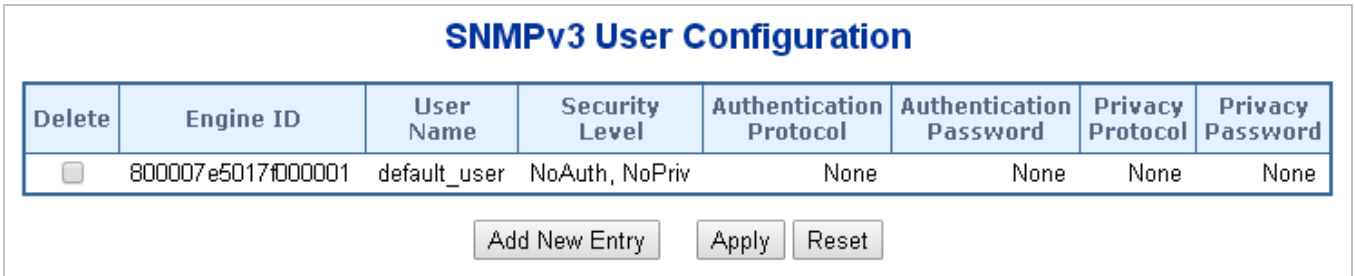 SNMPv3 User Configuration
Delete Engine ID User Name Security Level Authentication Protocol Authentication Password Privacy Protocol Privacy Password
800007e5017f000001 default_user NoAuth, NoPriv None None None None
Add New Entry Apply Reset